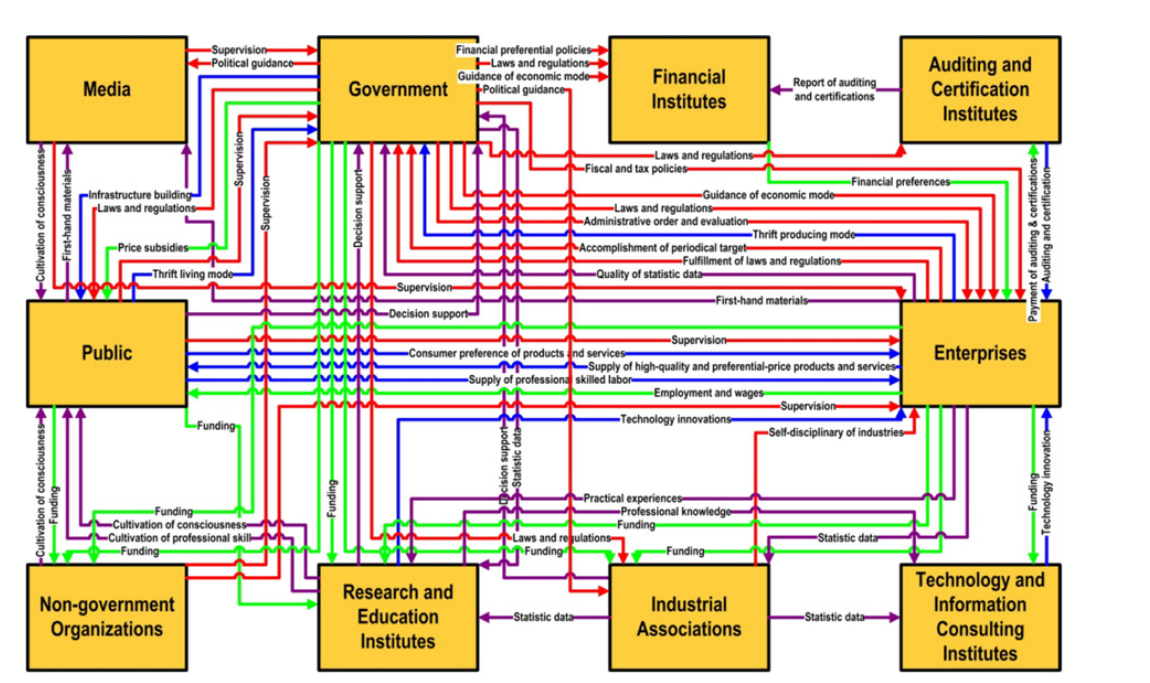 Media
Supervision
Political guidance
Government
Financial preferential policies
Laws and regulations
Guidance of economic mode
Political guidance
Financial
Institutes
Report of auditing
and certifications
Auditing and
Certification
Institutes
Laws and regulations
Fiscal and tax policies
Financial preferences
Cultivation of consciousness
First-hand materials
Infrastructure building
Laws and regulations
Price subsidies
Thrift living mode
Supervision
Supervision
Decision support
Guidance of economic mode
Laws and regulations
Administrative order and evaluation
Thrift producing mode
Accomplishment of periodical target
Fulfillment of laws and regulations
Quality of statistic data
Payment of auditing & certifications
Auditing and certification
Supervision
First-hand materials
Decision support
Public
Supervision
Consumer preference of products and services
Supply of high-quality and preferential-price products and services
Supply of professional skilled labor
Employment and wages
Supervision
Enterprises
Funding
Technology innovations
Self-disciplinary of industries
Cultivation of consciousness
Funding
Funding
Decision support
Statistic data
Practical experiences
Professional knowledge
Funding
Funding
Technology innovation
Funding
Cultivation of consciousness
Cultivation of professional skill
Funding
Laws and regulations
Funding
Funding
Statistic data
Non-government
Organizations
Research and
Education
Institutes
Statistic data
Industrial
Associations
Statistic data
Technology and
Information
Consulting
Institutes